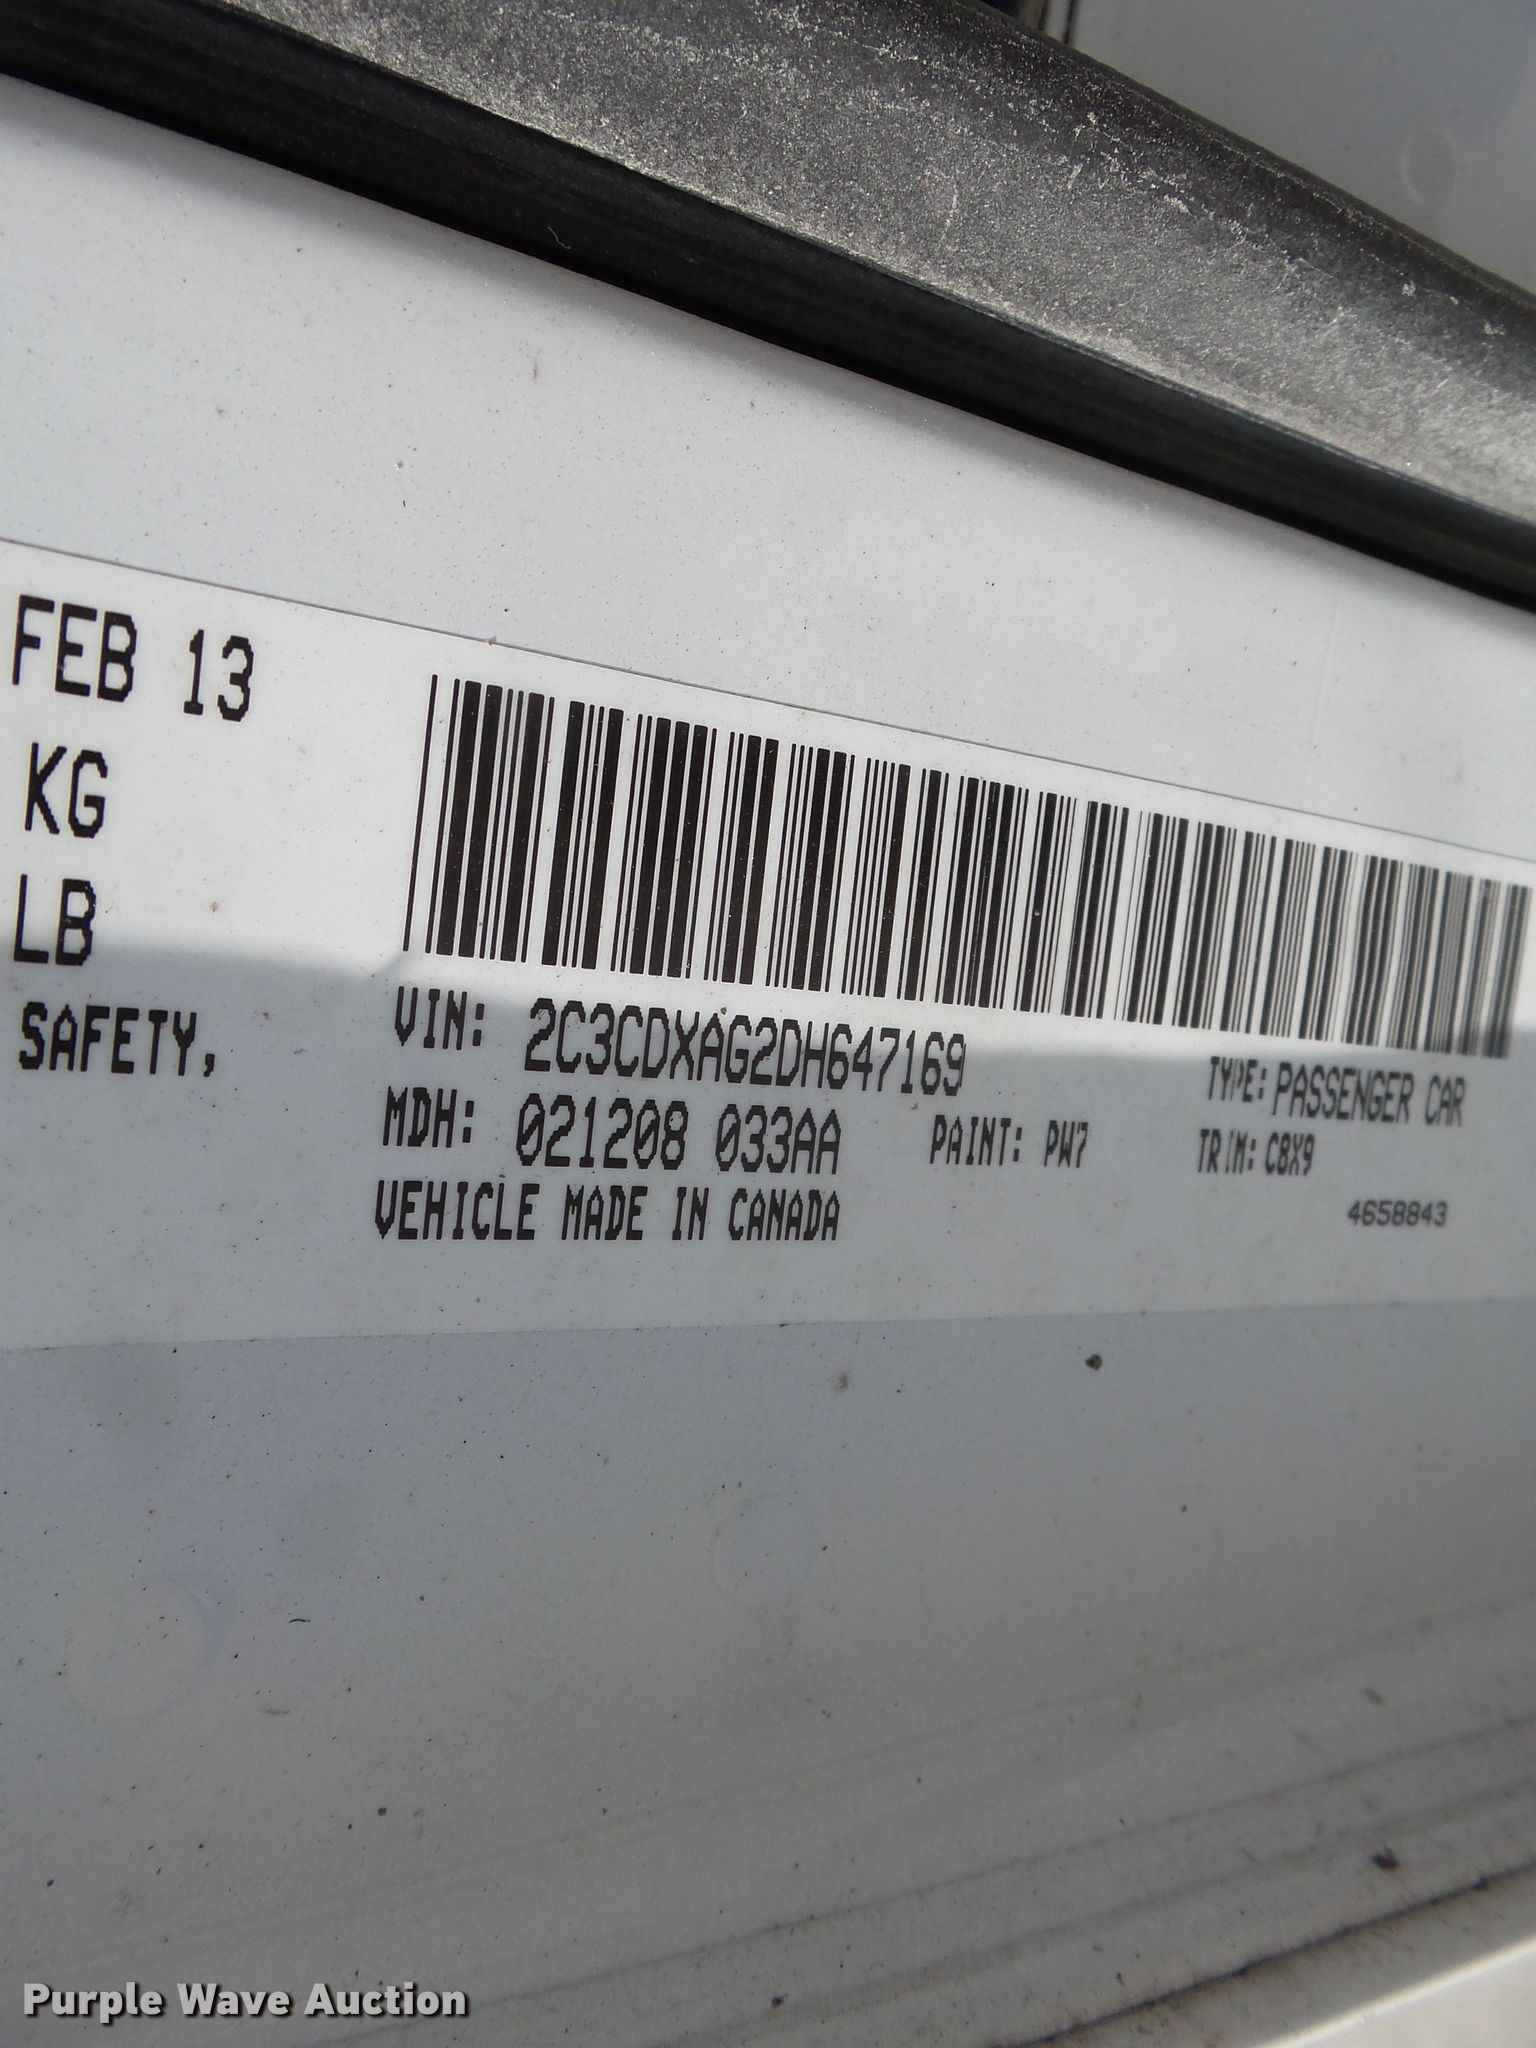 FEB 13
KG
LB
SAFETY,
VIN: 2C3CDXAG2DH647169
TYPE: PASSENGER CAR
MDH: 021208 033AA
PAINT: PW7
TRIM: C8X9
VEHICLE MADE IN CANADA
4658843
Purple Wave Auction